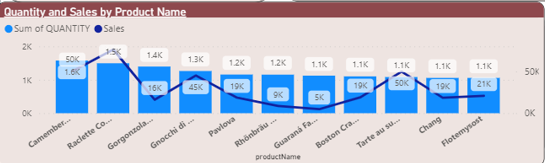 Quantity and Sales by Product Name
Sum of QUANTITY Sales
2K
1K
0K
50K
0K
1.6K 1.5K 1.4K 1.3K 1.2K 1.2K 1.1K 1.1K 1.1K 1.1K 1.1K
50K 16K 45K 19K 9K 5K 19K 50K 19K 21K
Camember... Raclette Co... Gorgonzola... Gnocchi di ... Pavlova Rhönbräu ... Guaraná Fa... Boston Cra... Tarte au su... Chang Flotemysost
productName